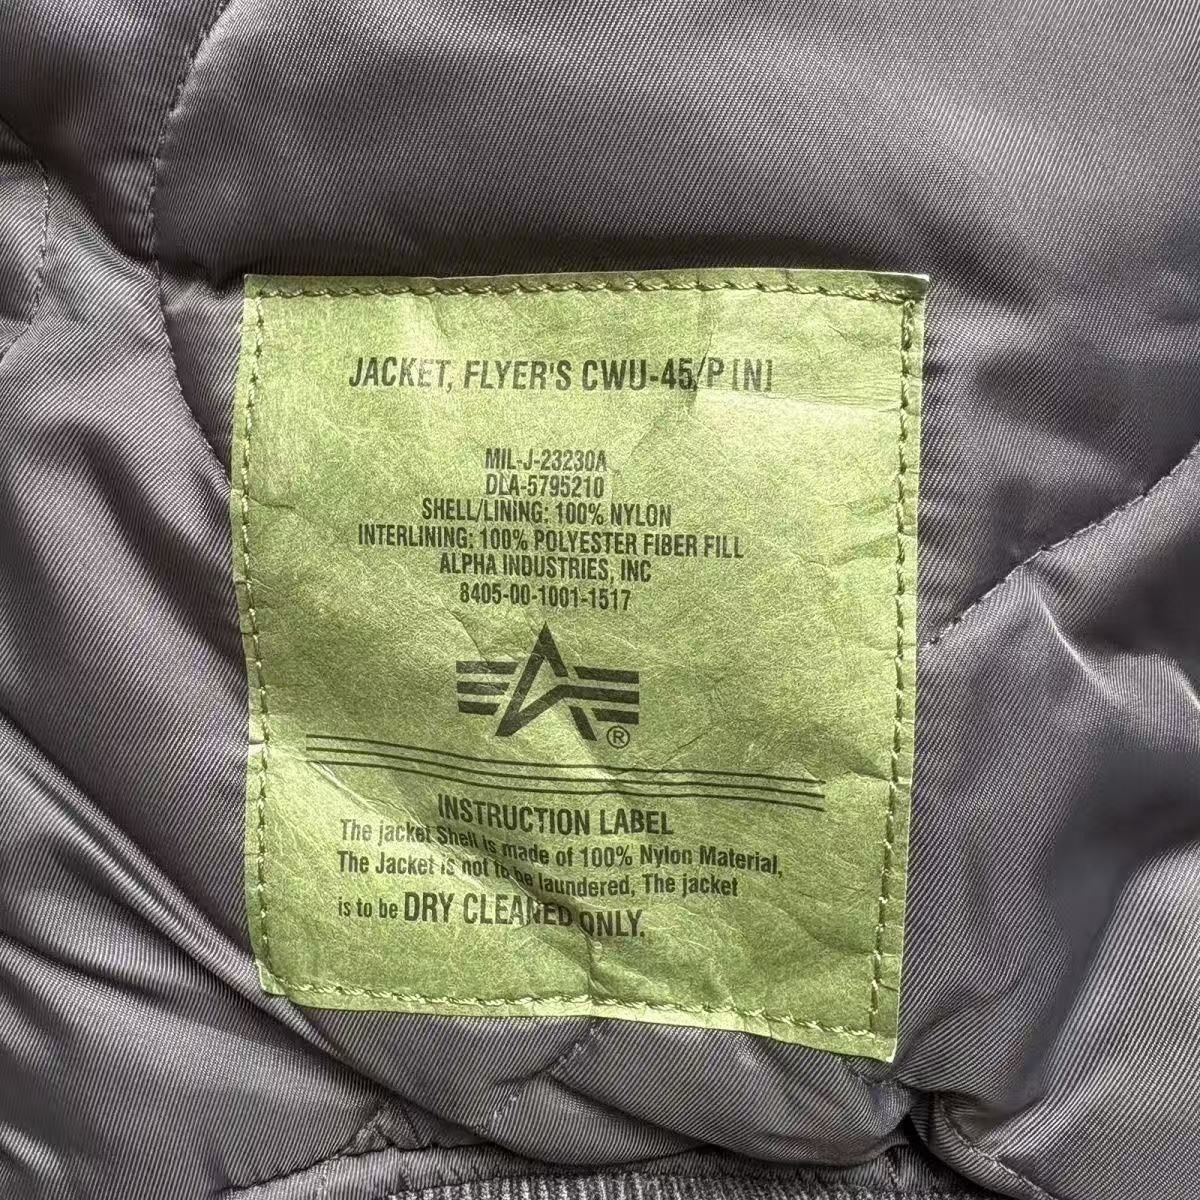 JACKET, FLYER'S CWU-45/P [N]
MIL-J-23230A
DLA-5795210
SHELL/LINING: 100% NYLON
INTERLINING: 100% POLYESTER FIBER FILL
ALPHA INDUSTRIES, INC
8405-00-1001-1517
®
INSTRUCTION LABEL
The jacket Shell is made of 100% Nylon Material,
The Jacket is not to be laundered, The jacket
is to be DRY CLEANED ONLY.